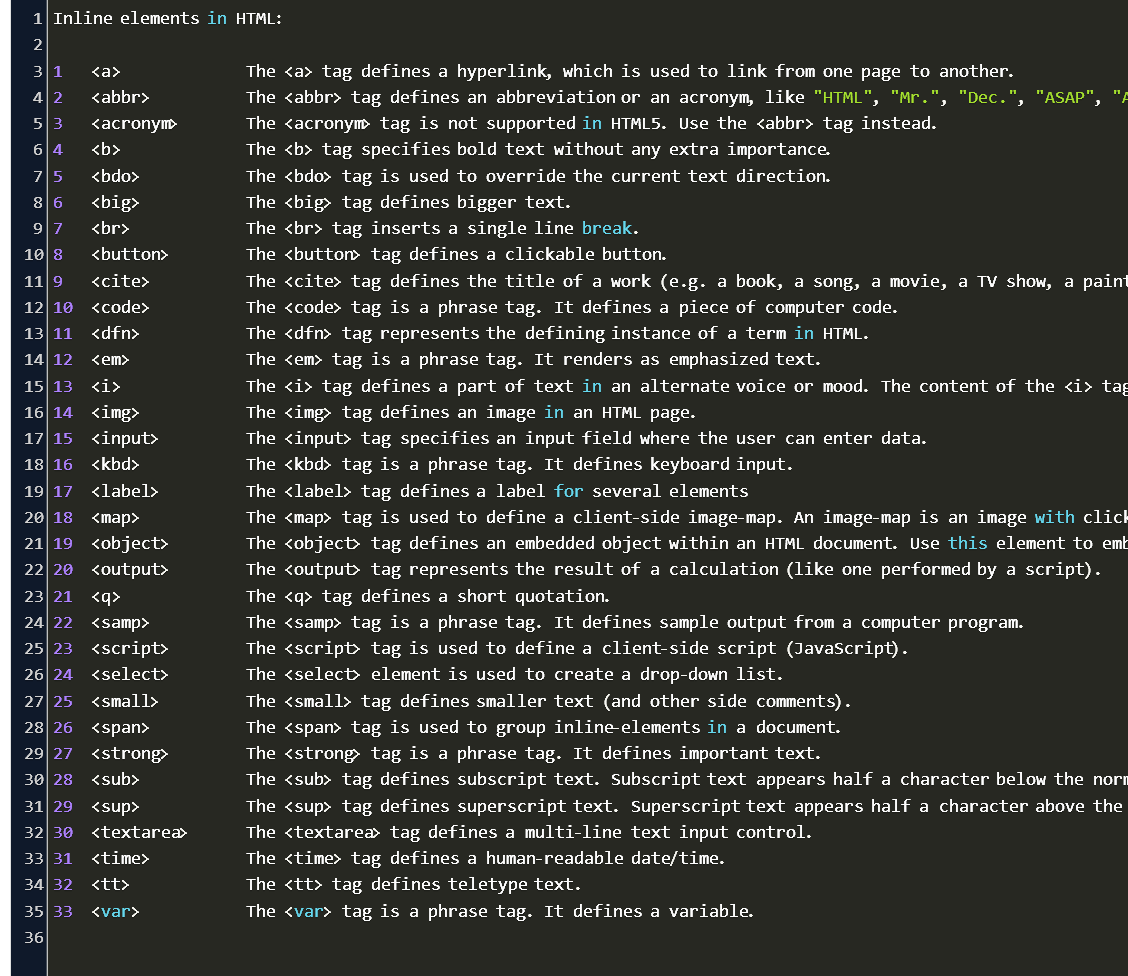 1 Inline elements in HTML:
2
3 1 <a> The <a> tag defines a hyperlink, which is used to link from one page to another.
4 2 <abbr> The <abbr> tag defines an abbreviation or an acronym, like "HTML", "Mr.", "Dec.", "ASAP",
5 3 <acronym> The <acronym> tag is not supported in HTML5. Use the <abbr> tag instead.
6 4 <b> The <b> tag specifies bold text without any extra importance.
7 5 <bdo> The <bdo> tag is used to override the current text direction.
8 6 <big> The <big> tag defines bigger text.
9 7 <br> The <br> tag inserts a single line break.
10 8 <button> The <button> tag defines a clickable button.
11 9 <cite> The <cite> tag defines the title of a work (e.g. a book, a song, a movie, a TV show, a paint
12 10 <code> The <code> tag is a phrase tag. It defines a piece of computer code.
13 11 <dfn> The <dfn> tag represents the defining instance of a term in HTML.
14 12 <em> The <em> tag is a phrase tag. It renders as emphasized text.
15 13 <i> The <i> tag defines a part of text in an alternate voice or mood. The content of the <i> tag
16 14 <img> The <img> tag defines an image in an HTML page.
17 15 <input> The <input> tag specifies an input field where the user can enter data.
18 16 <kbd> The <kbd> tag is a phrase tag. It defines keyboard input.
19 17 <label> The <label> tag defines a label for several elements
20 18 <map> The <map> tag is used to define a client-side image-map. An image-map is an image with click
21 19 <object> The <object> tag defines an embedded object within an HTML document. Use this element to emb
22 20 <output> The <output> tag represents the result of a calculation (like one performed by a script).
23 21 <q> The <q> tag defines a short quotation.
24 22 <samp> The <samp> tag is a phrase tag. It defines sample output from a computer program.
25 23 <script> The <script> tag is used to define a client-side script (JavaScript).
26 24 <select> The <select> element is used to create a drop-down list.
27 25 <small> The <small> tag defines smaller text (and other side comments).
28 26 <span> The <span> tag is used to group inline-elements in a document.
29 27 <strong> The <strong> tag is a phrase tag. It defines important text.
30 28 <sub> The <sub> tag defines subscript text. Subscript text appears half a character below the norm
31 29 <sup> The <sup> tag defines superscript text. Superscript text appears half a character above the
32 30 <textarea> The <textarea> tag defines a multi-line text input control.
33 31 <time> The <time> tag defines a human-readable date/time.
34 32 <tt> The <tt> tag defines teletype text.
35 33 <var> The <var> tag is a phrase tag. It defines a variable.
36